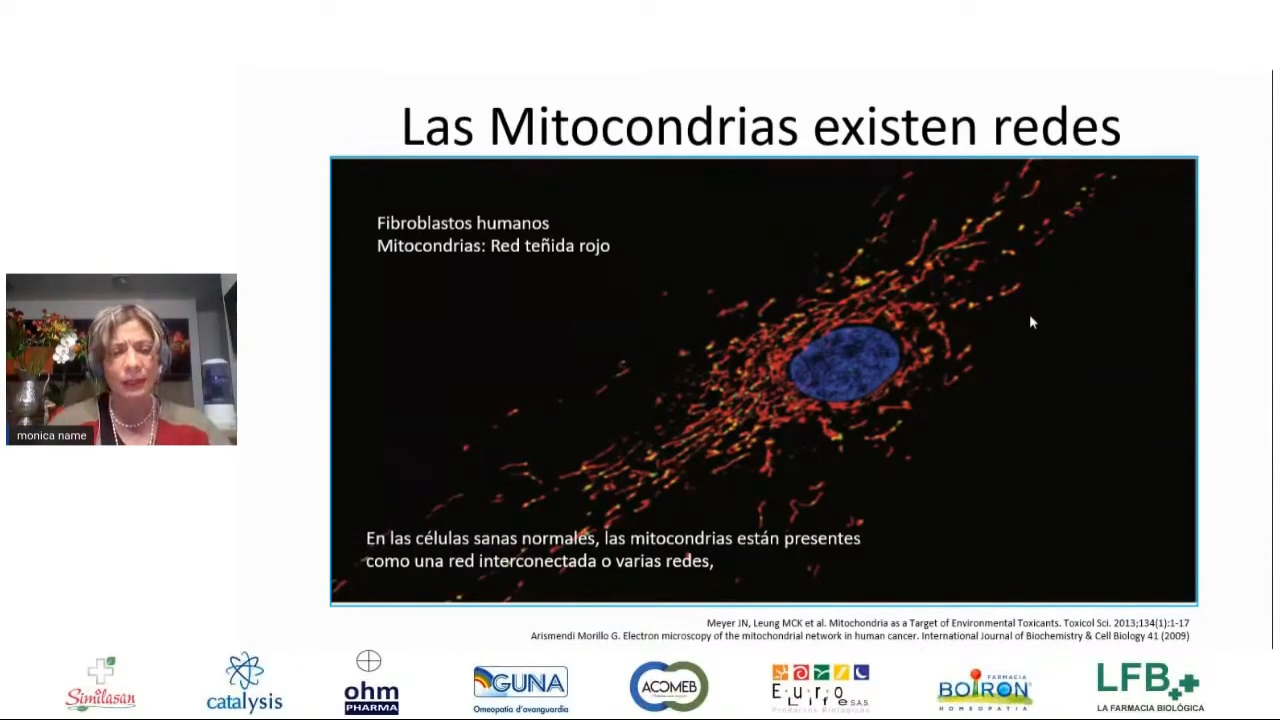 Las Mitocondrias existen redes
Fibroblastos humanos
Mitocondrias: Red teñida rojo
monica name
En las células sanas normales, las mitocondrias están presentes
como una red interconectada o varias redes,
Meyer JN, Leung MCK et al. Mitochondria as a Target of Environmental Toxicants. Toxicol Sci. 2013;134(1):1-17
Arismendi Morillo G. Electron microscopy of the mitochondrial network in human cancer. International Journal of Biochemistry & Cell Biology 41 (2009)
Similasan
catalysis
ohm
PHARMA
GUNA
Omeopatia d'avanguardia
ACOMEB
Euro
Life S.A.S.
Productos Biológicos
FARMACIA
BOIRON
HOMEOPATIA
LFB
LA FARMACIA BIOLÓGICA